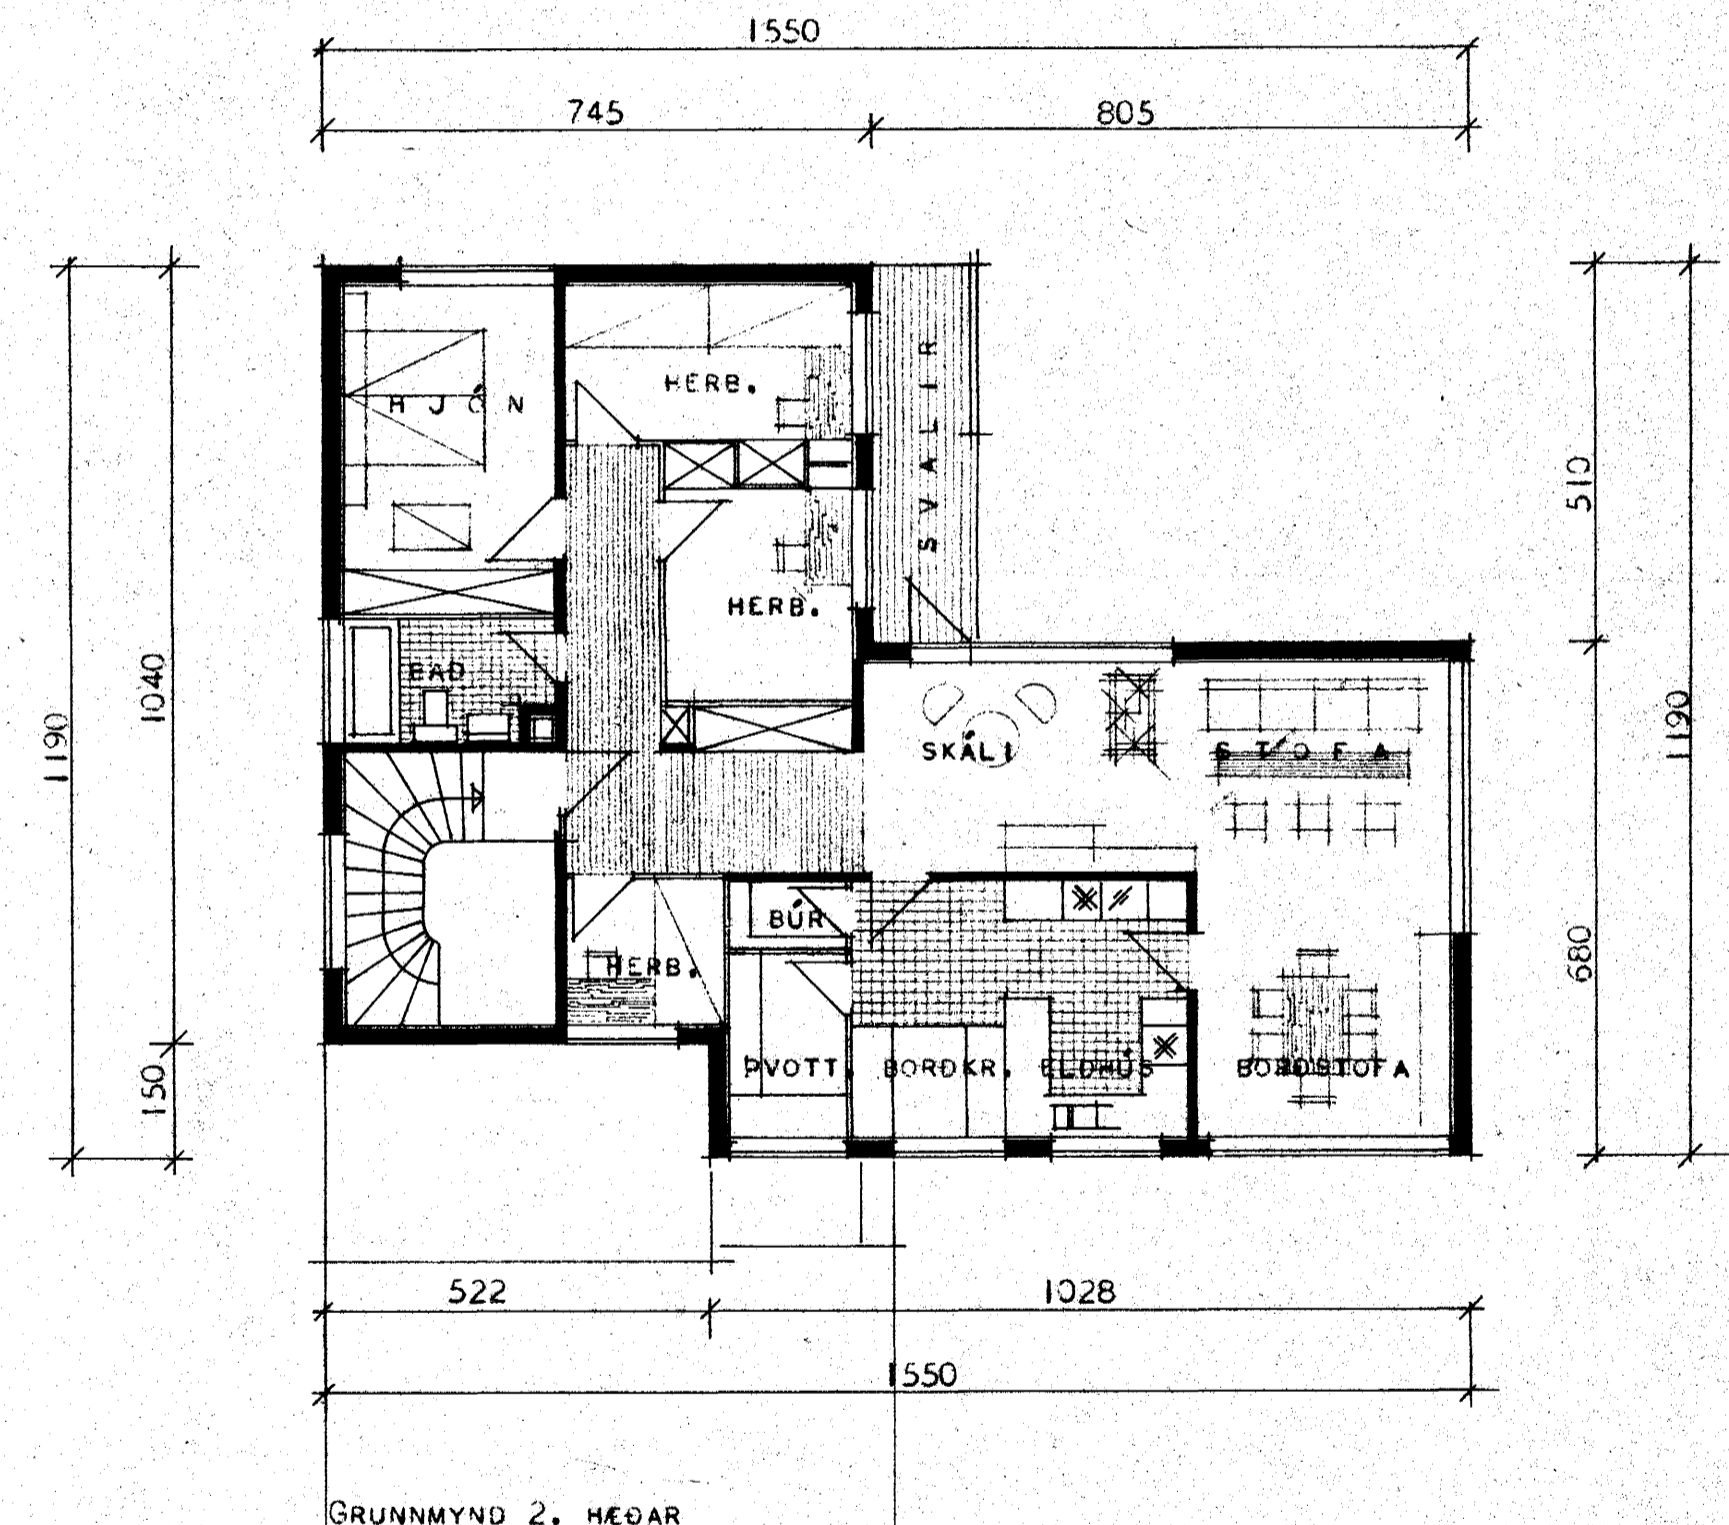 1550
745 805
HJÓN
HERB.
SVALIR
510
HERB.
BAÐ
1040
1190
1190
SKÁLI
STOFA
BÚR
HERB.
680
ÞVOTT.
BORÐKR.
ELDHÚS
BORÐSTOFA
150
522 1028
1550
GRUNNMYND 2. HÆÐAR